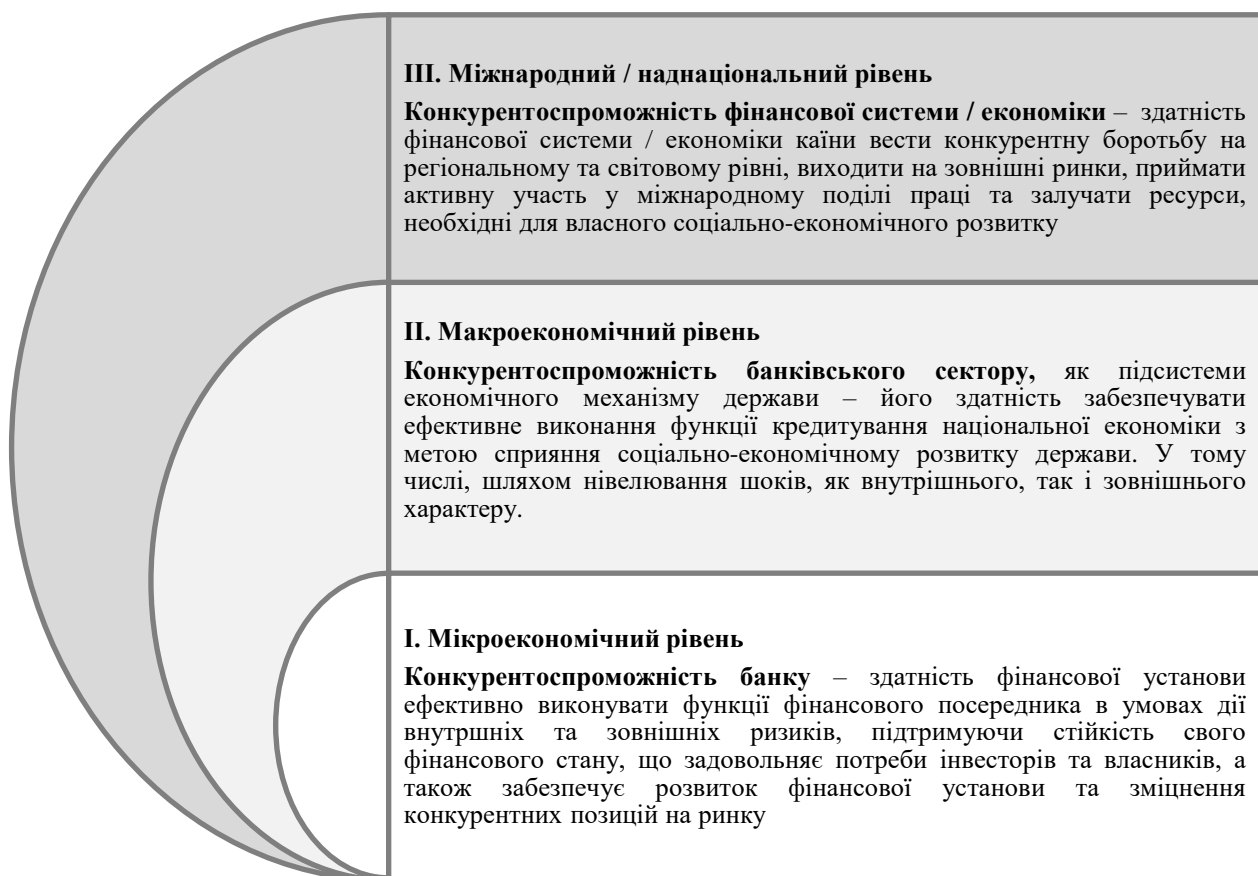 III. Міжнародний / наднаціональний рівень
Конкурентоспроможність фінансової системи / економіки – здатність
фінансової системи / економіки каїни вести конкурентну боротьбу на
регіональному та світовому рівні, виходити на зовнішні ринки, приймати
активну участь у міжнародному поділі праці та залучати ресурси,
необхідні для власного соціально-економічного розвитку
II. Макроекономічний рівень
Конкурентоспроможність банківського сектору, як підсистеми
економічного механізму держави – його здатність забезпечувати
ефективне виконання функції кредитування національної економіки з
метою сприяння соціально-економічному розвитку держави. У тому
числі, шляхом нівелювання шоків, як внутрішнього, так і зовнішнього
характеру.
I. Мікроекономічний рівень
Конкурентоспроможність банку – здатність фінансової установи
ефективно виконувати функції фінансового посередника в умовах дії
внутршніх та зовнішніх ризиків, підтримуючи стійкість свого
фінансового стану, що задовольняє потреби інвесторів та власників, а
також забезпечує розвиток фінансової установи та зміцнення
конкурентних позицій на ринку